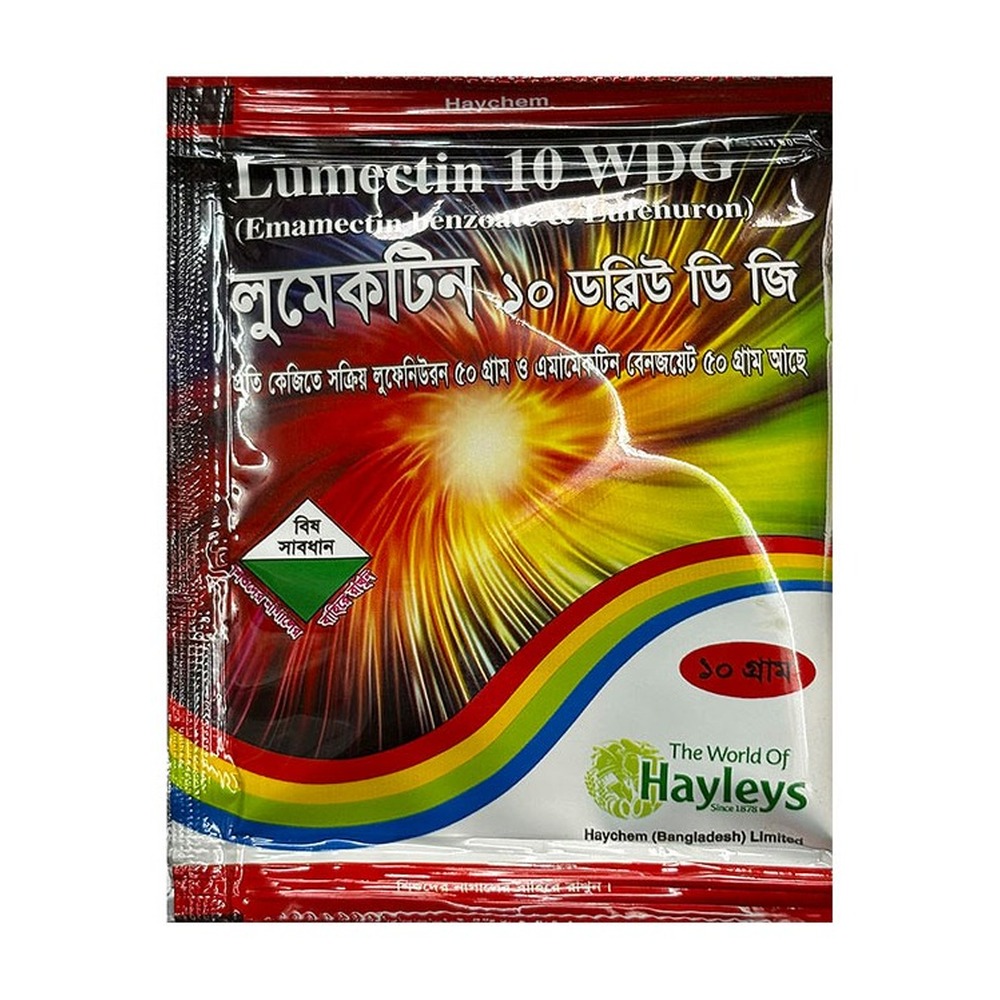 Haychem
Lumectin 10 WDG
(Emamectin benzoate & Lufenuron)
লুমেকটিন ১০ ডব্লিউ ডি জি
প্রতি কেজিতে সক্রিয় লুফেনিউরন ৫০ গ্রাম ও এমামেকটিন বেনজয়েট ৫০ গ্রাম আছে
বিষ
সাবধান
শিশুদের নাগালের বাহিরে রাখুন
১০ গ্রাম
The World Of
Hayleys
Since 1878
Haychem (Bangladesh) Limited
শিশুদের নাগালের বাহিরে রাখুন।